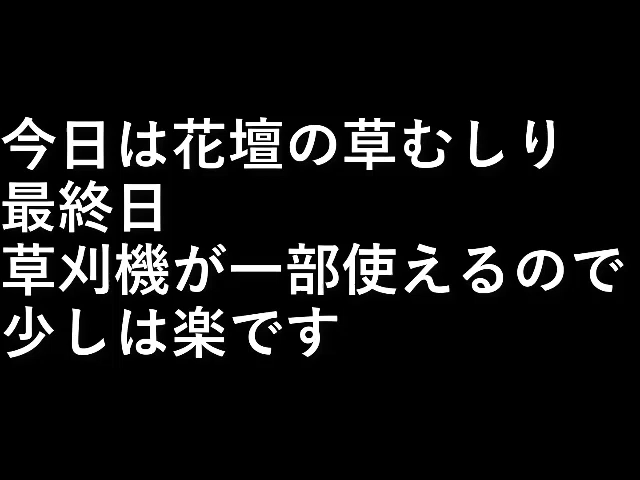 今日は花壇の草むしり
最終日
草刈機が一部使えるので
少しは楽です